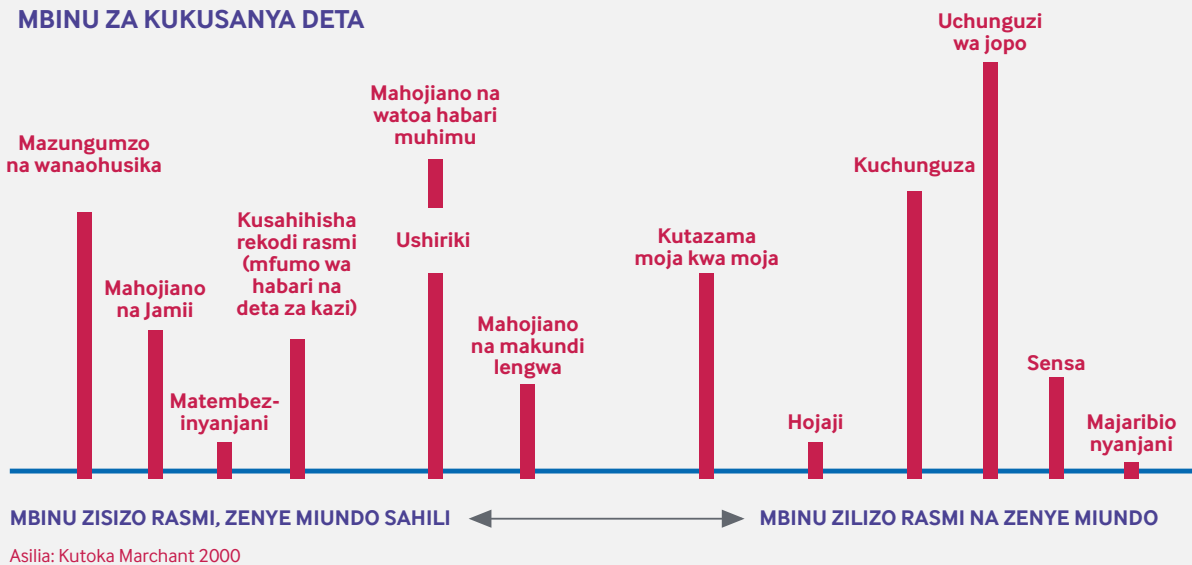 MBINU ZA KUKUSANYA DETA
Mazungumzo
na wanaohusika
Mahojiano
na Jamii
Matembez-
inyanjani
Kusahihisha
rekodi rasmi
(mfumo wa
habari na
deta za kazi)
Mahojiano na
watoa habari
muhimu
Ushiriki
Mahojiano
na makundi
lengwa
Kutazama
moja kwa moja
Hojaji
Kuchunguza
Uchunguzi
wa jopo
Sensa
Majaribio
nyanjani
MBINU ZISIZO RASMI, ZENYE MIUNDO SAHILI
MBINU ZILIZO RASMI NA ZENYE MIUNDO
Asilia: Kutoka Marchant 2000